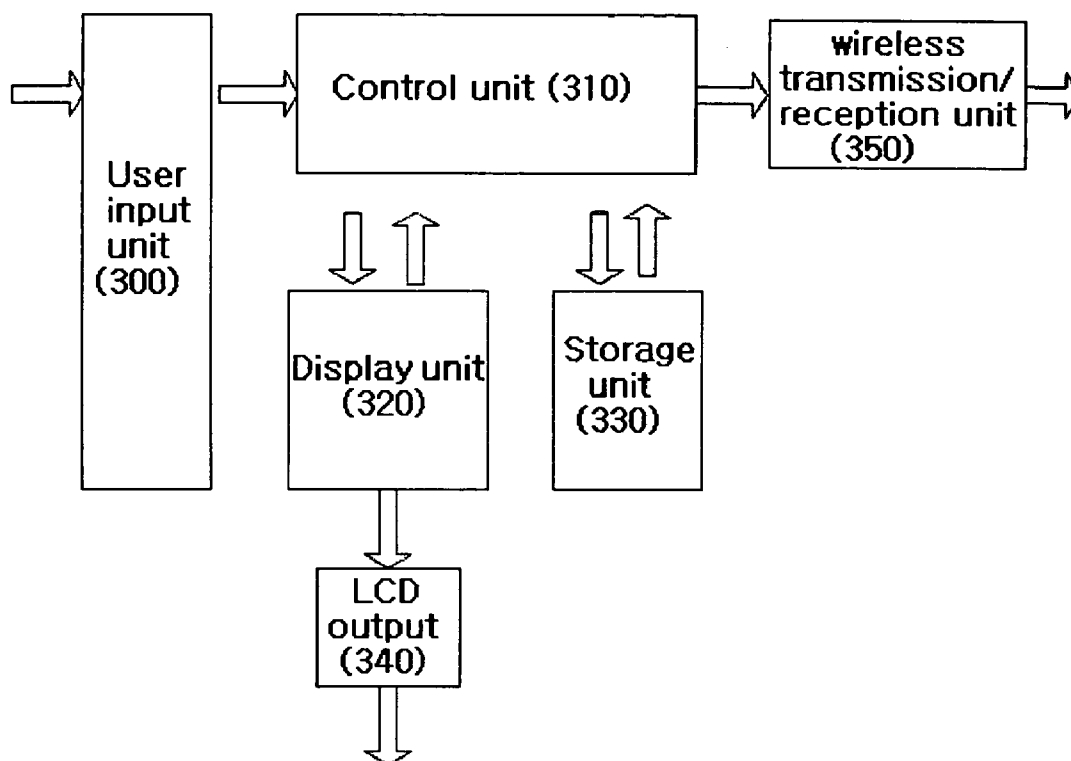 User
input
unit
(300)
Control unit (310)
wireless
transmission/
reception unit
(350)
Display unit
(320)
Storage
unit
(330)
LCD
output
(340)